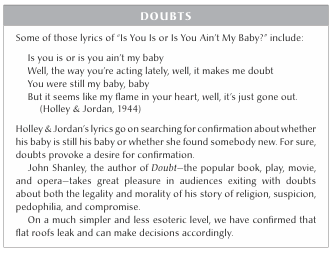 DOUBTS
Some of those lyrics of “Is You Is or Is You Ain't My Baby?” include:
Is you is or is you ain't my baby
Well, the way you're acting lately, well, it makes me doubt
You were still my baby, baby
But it seems like my flame in your heart, well, it's just gone out.
(Holley & Jordan, 1944)
Holley & Jordan's lyrics go on searching for confirmation about whether
his baby is still his baby or whether she found somebody new. For sure,
doubts provoke a desire for confirmation.
John Shanley, the author of Doubt—the popular book, play, movie,
and opera—takes great pleasure in audiences exiting with doubts
about both the legality and morality of his story of religion, suspicion,
pedophilia, and compromise.
On a much simpler and less esoteric level, we have confirmed that
flat roofs leak and can make decisions accordingly.